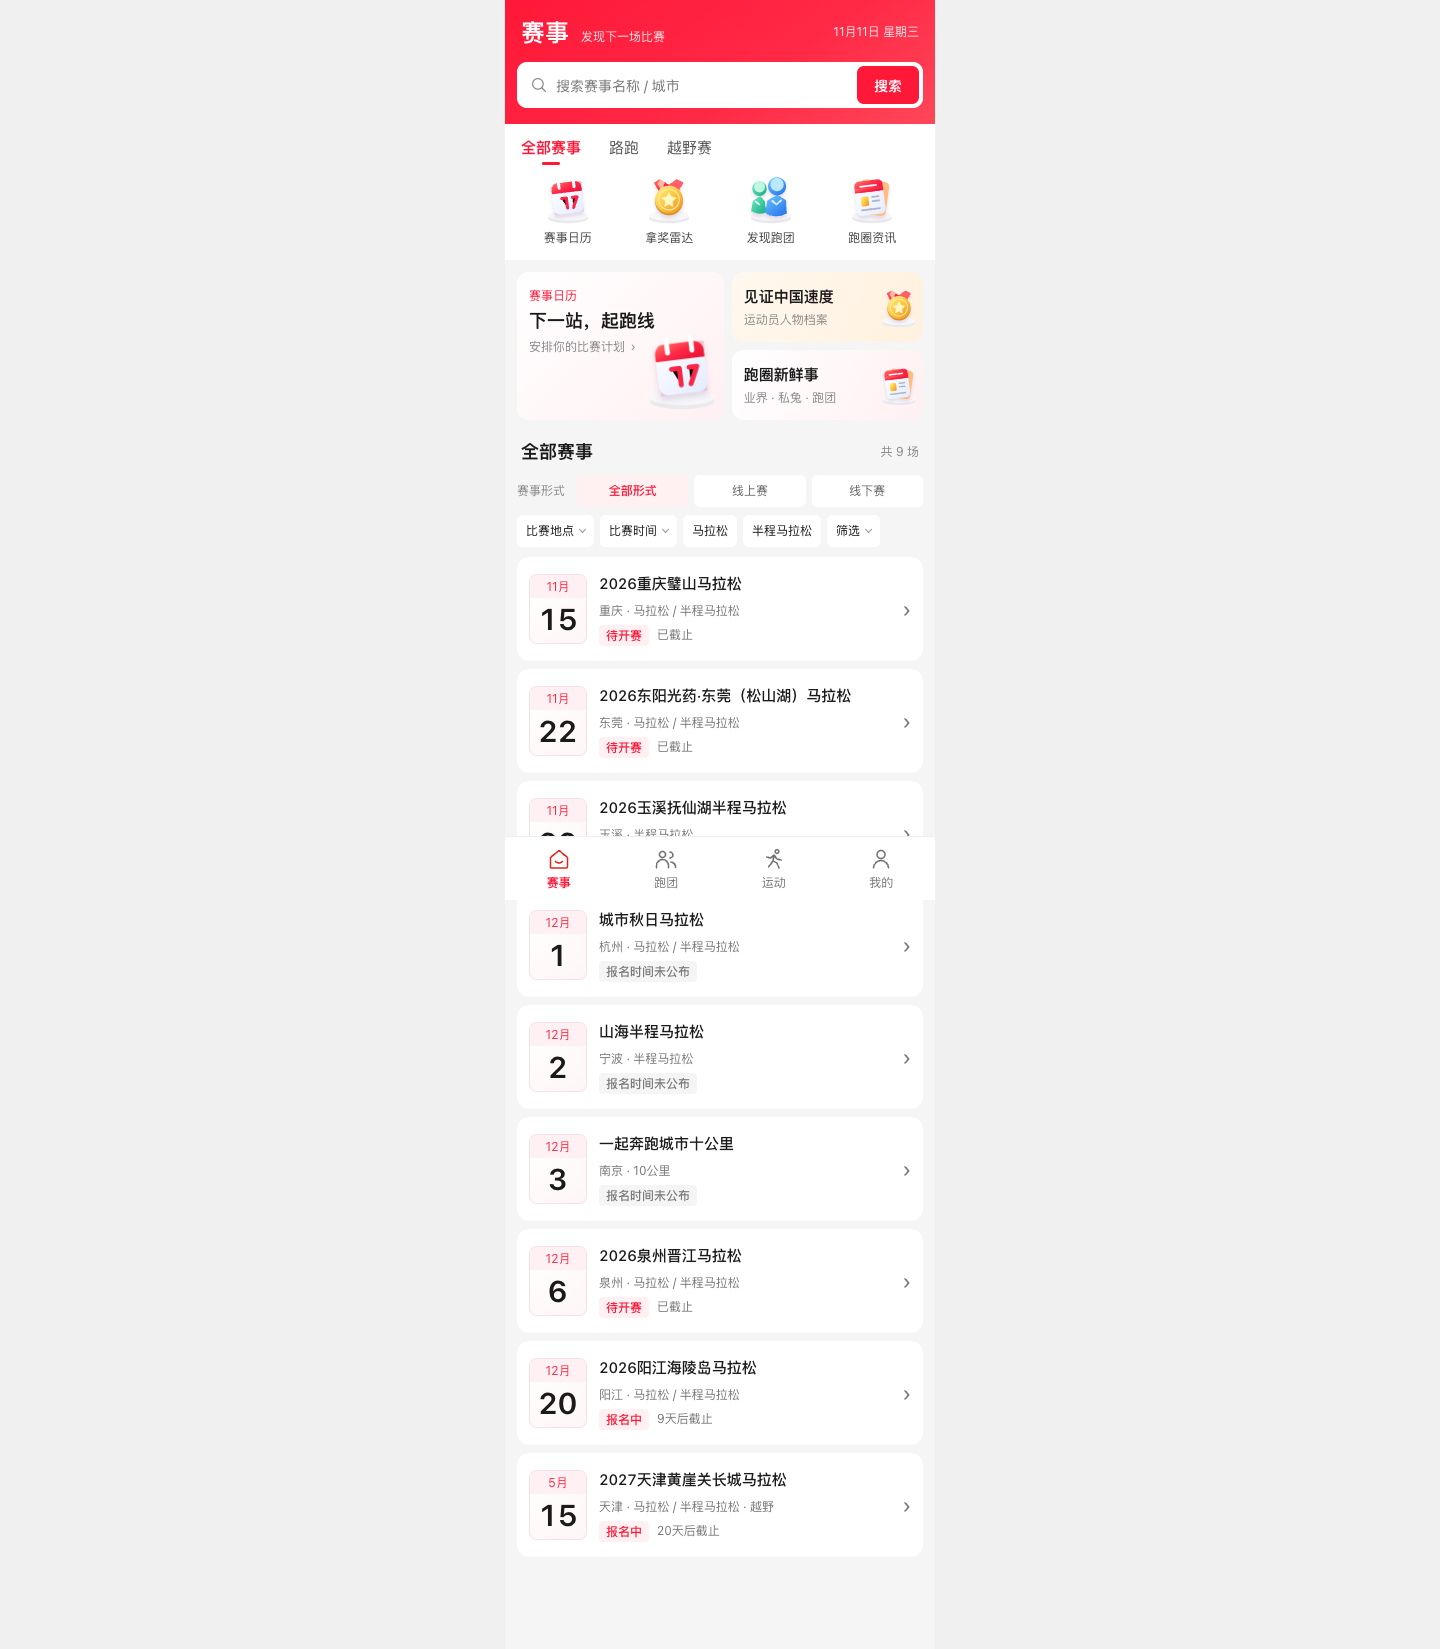 赛事
发现下一场比赛
11月11日 星期三
搜索赛事名称 / 城市
搜索
全部赛事
路跑
越野赛
赛事日历
拿奖雷达
发现跑团
跑圈资讯
赛事日历
下一站，起跑线
安排你的比赛计划 ›
见证中国速度
运动员人物档案
跑圈新鲜事
业界 · 私兔 · 跑团
全部赛事
共 9 场
赛事形式
全部形式
线上赛
线下赛
比赛地点
比赛时间
马拉松
半程马拉松
筛选
11月
15
2026重庆璧山马拉松
重庆 · 马拉松 / 半程马拉松
待开赛 已截止
11月
22
2026东阳光药·东莞（松山湖）马拉松
东莞 · 马拉松 / 半程马拉松
待开赛 已截止
11月
2026玉溪抚仙湖半程马拉松
玉溪 · 半程马拉松
赛事
跑团
运动
我的
12月
1
城市秋日马拉松
杭州 · 马拉松 / 半程马拉松
报名时间未公布
12月
2
山海半程马拉松
宁波 · 半程马拉松
报名时间未公布
12月
3
一起奔跑城市十公里
南京 · 10公里
报名时间未公布
12月
6
2026泉州晋江马拉松
泉州 · 马拉松 / 半程马拉松
待开赛 已截止
12月
20
2026阳江海陵岛马拉松
阳江 · 马拉松 / 半程马拉松
报名中 9天后截止
5月
15
2027天津黄崖关长城马拉松
天津 · 马拉松 / 半程马拉松 · 越野
报名中 20天后截止